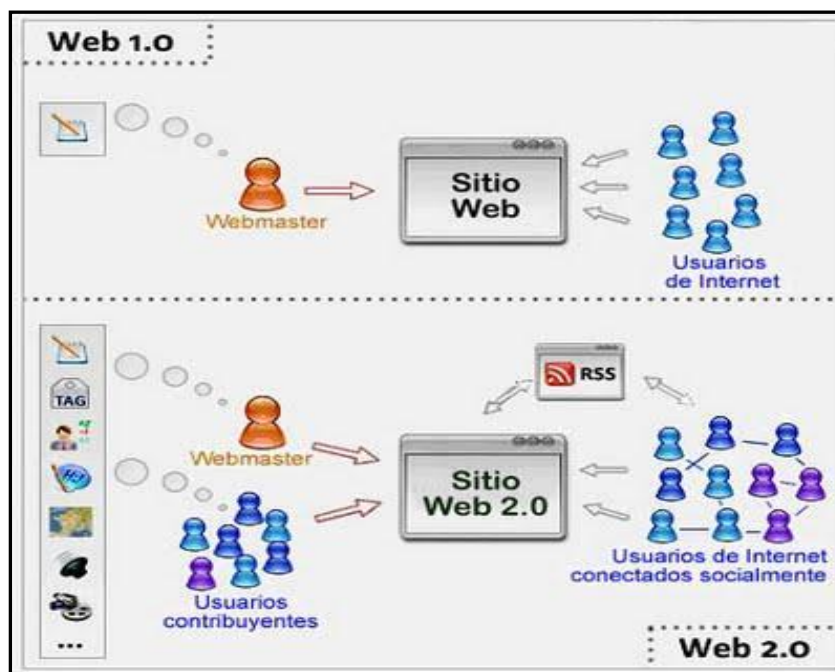 Web 1.0
Webmaster
Sitio
Web
Usuarios
de Internet
TAG
RSS
Webmaster
Sitio
Web 2.0
Usuarios
contribuyentes
Usuarios de Internet
conectados socialmente
...
Web 2.0